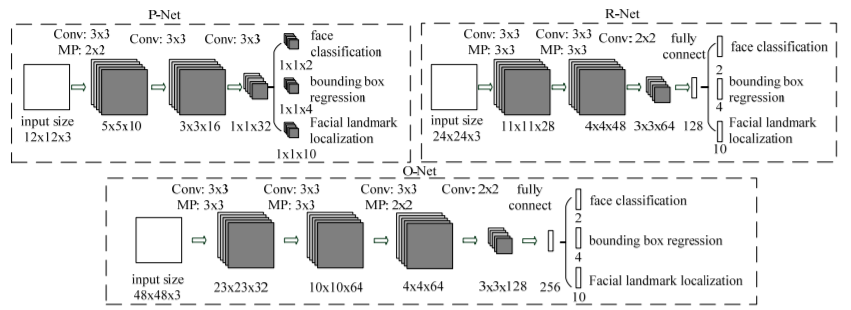 P-Net
Conv: 3x3
MP: 2x2
Conv: 3x3
Conv: 3x3
face
classification
1x1x2
bounding box
regression
1x1x4
Facial landmark
localization
1x1x10
input size
12x12x3
5x5x10
3x3x16
1x1x32
R-Net
Conv: 3x3
MP: 3x3
Conv: 3x3
MP: 3x3
Conv: 2x2
fully
connect
face classification
2
bounding box
regression
4
Facial landmark
localization
10
input size
24x24x3
11x11x28
4x4x48
3x3x64
128
O-Net
Conv: 3x3
MP: 3x3
Conv: 3x3
MP: 3x3
Conv: 3x3
MP: 2x2
Conv: 2x2
fully
connect
face classification
2
bounding box regression
4
Facial landmark localization
10
input size
48x48x3
23x23x32
10x10x64
4x4x64
3x3x128
256